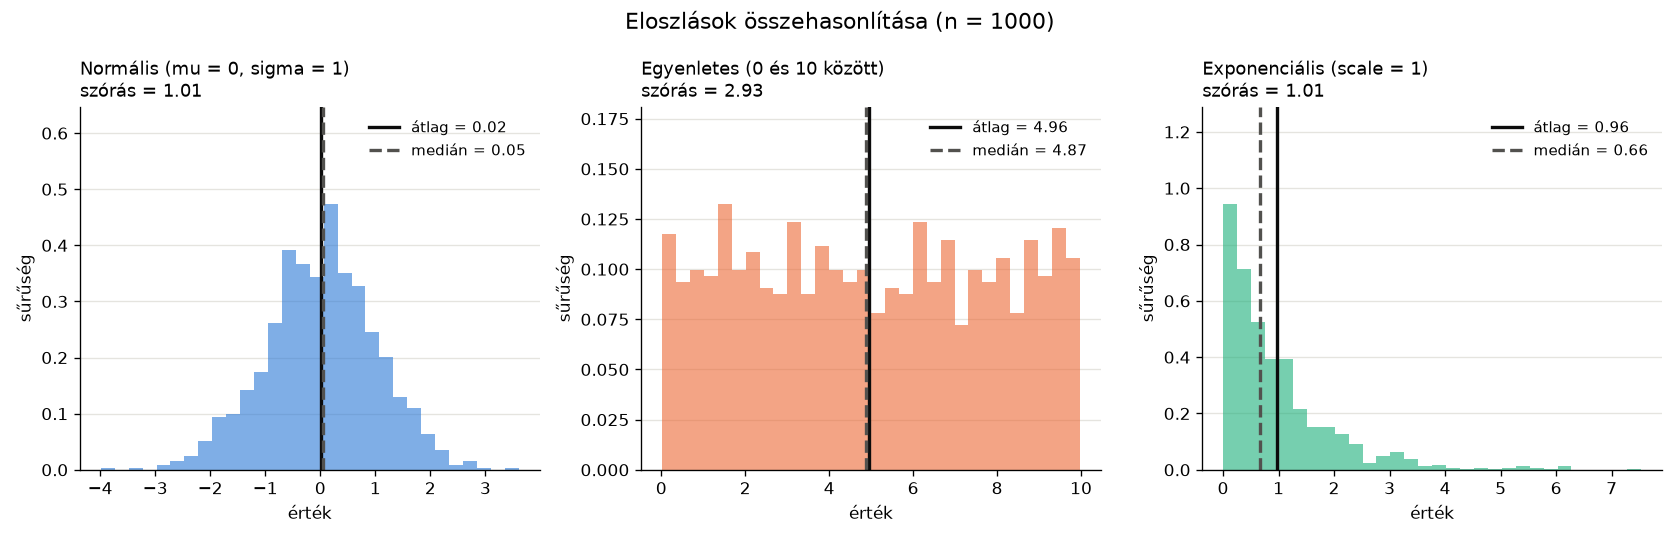 Eloszlások összehasonlítása (n = 1000)
Normális (mu = 0, sigma = 1)
szórás = 1.01
átlag = 0.02
medián = 0.05
0.6
0.5
0.4
0.3
0.2
0.1
0.0
sűrűség
−4 −3 −2 −1 0 1 2 3
érték
Egyenletes (0 és 10 között)
szórás = 2.93
átlag = 4.96
medián = 4.87
0.175
0.150
0.125
0.100
0.075
0.050
0.025
0.000
sűrűség
0 2 4 6 8 10
érték
Exponenciális (scale = 1)
szórás = 1.01
átlag = 0.96
medián = 0.66
1.2
1.0
0.8
0.6
0.4
0.2
0.0
sűrűség
0 1 2 3 4 5 6 7
érték